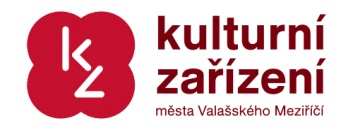 kz
kulturní
zařízení
města Valašského Meziříčí